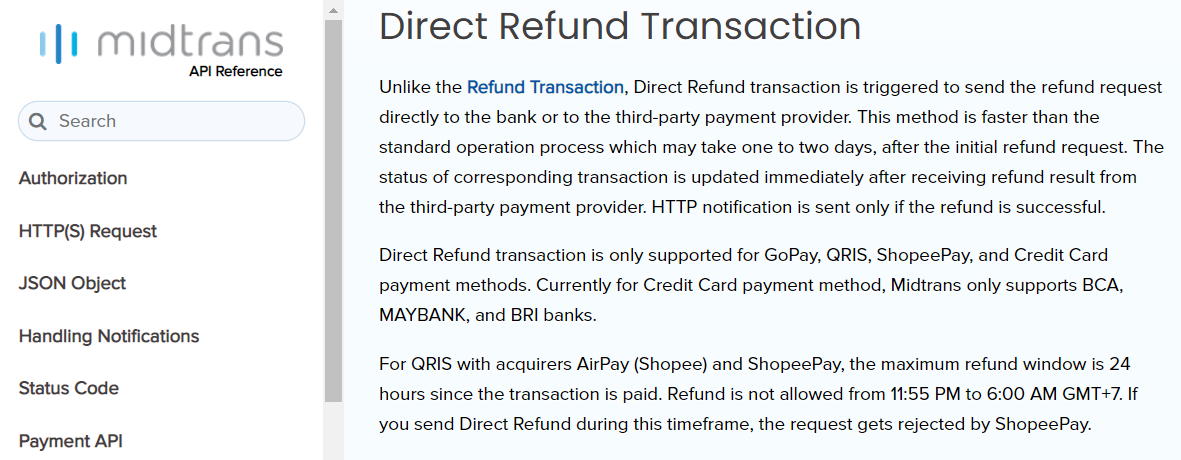 midtrans
API Reference
Search
Authorization
HTTP(S) Request
JSON Object
Handling Notifications
Status Code
Payment API
Direct Refund Transaction
Unlike the Refund Transaction, Direct Refund transaction is triggered to send the refund request
directly to the bank or to the third-party payment provider. This method is faster than the
standard operation process which may take one to two days, after the initial refund request. The
status of corresponding transaction is updated immediately after receiving refund result from
the third-party payment provider. HTTP notification is sent only if the refund is successful.
Direct Refund transaction is only supported for GoPay, QRIS, ShopeePay, and Credit Card
payment methods. Currently for Credit Card payment method, Midtrans only supports BCA,
MAYBANK, and BRI banks.
For QRIS with acquirers AirPay (Shopee) and ShopeePay, the maximum refund window is 24
hours since the transaction is paid. Refund is not allowed from 11:55 PM to 6:00 AM GMT+7. If
you send Direct Refund during this timeframe, the request gets rejected by ShopeePay.